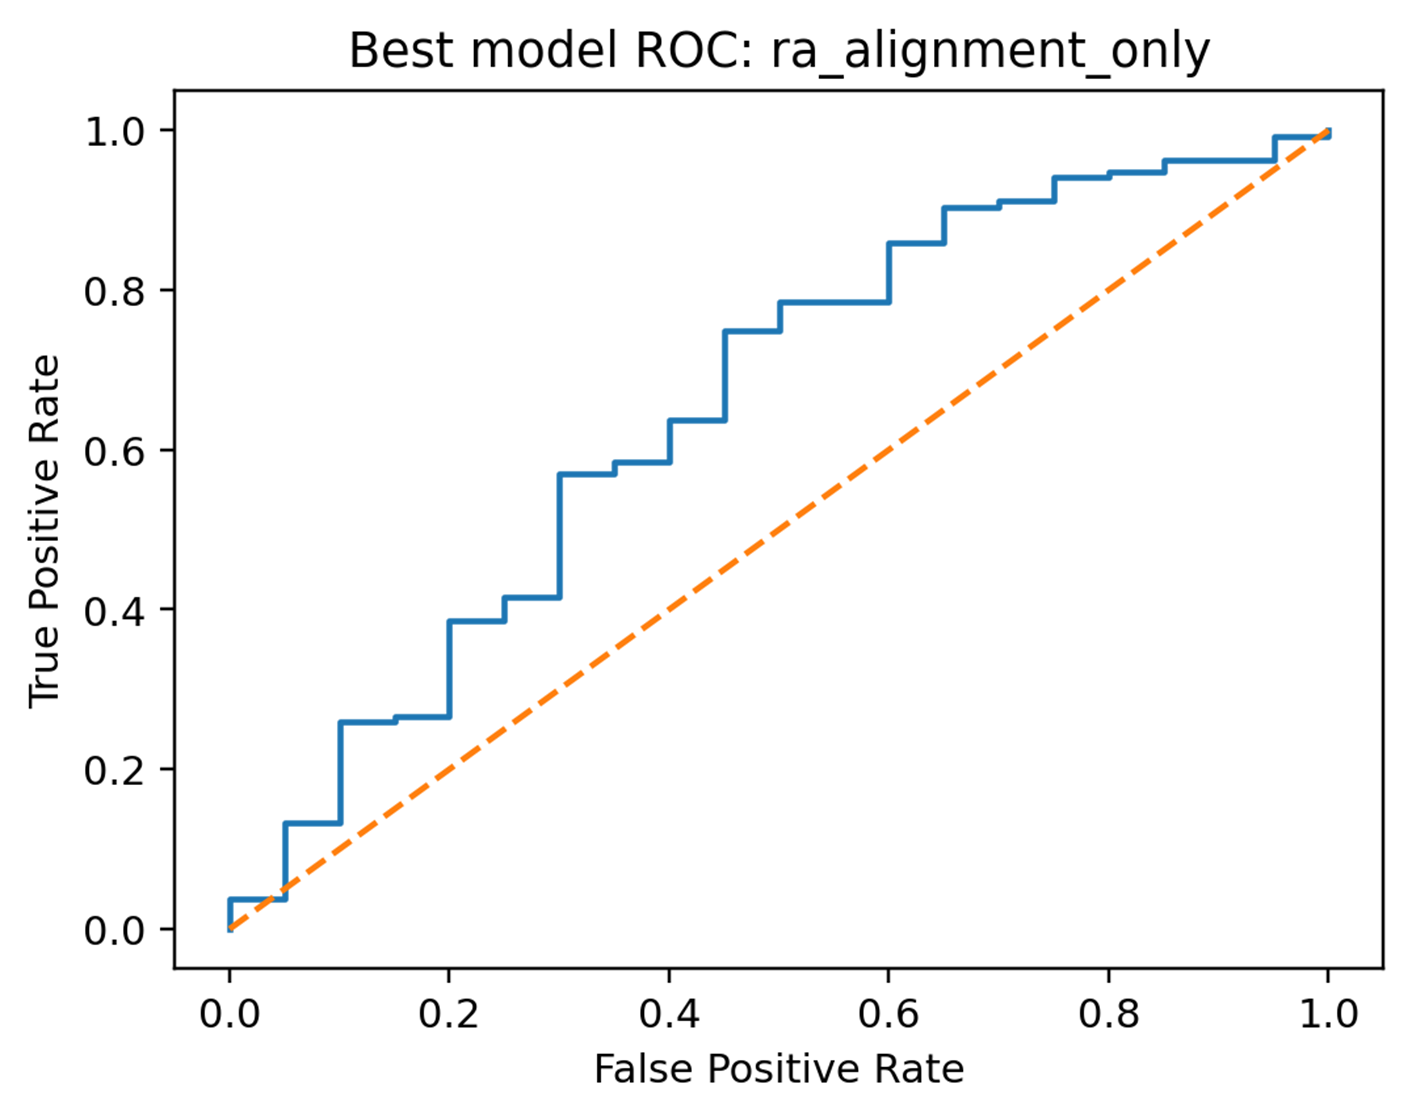 Best model ROC: ra_alignment_only
1.0
0.8
0.6
0.4
0.2
0.0
True Positive Rate
0.0 0.2 0.4 0.6 0.8 1.0
False Positive Rate